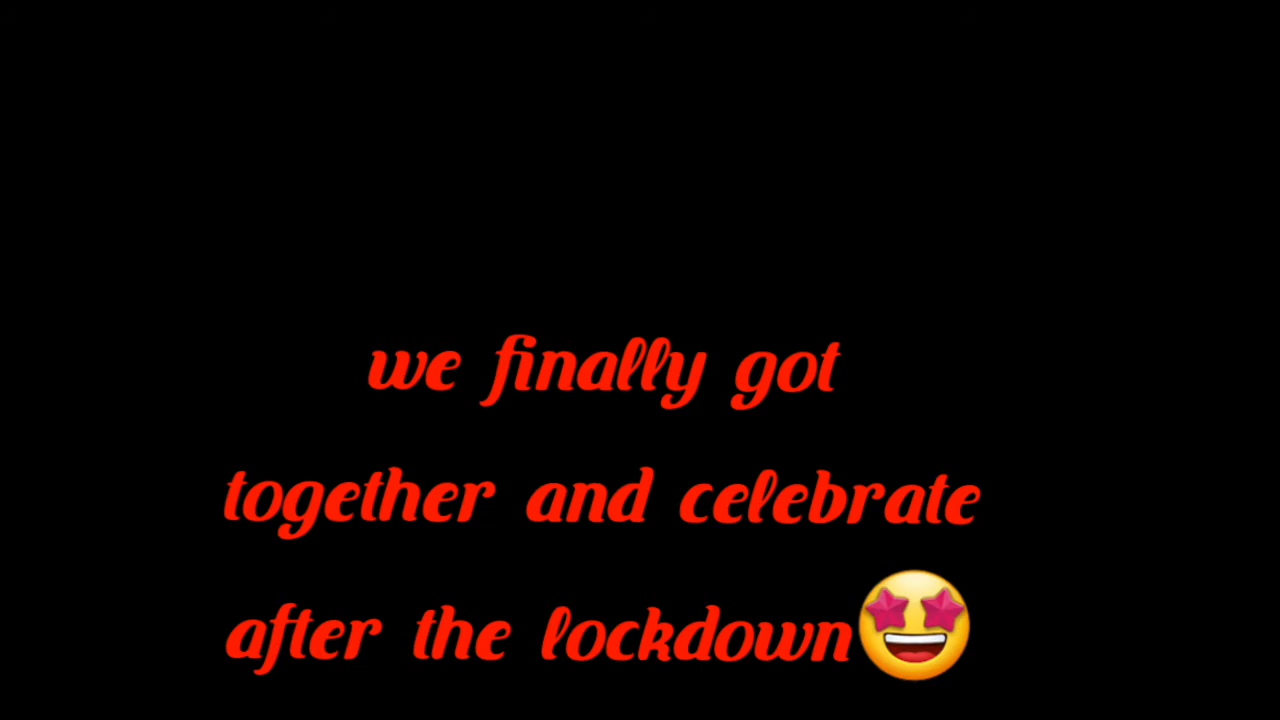 we finally got
together and celebrate
after the lockdown🤩